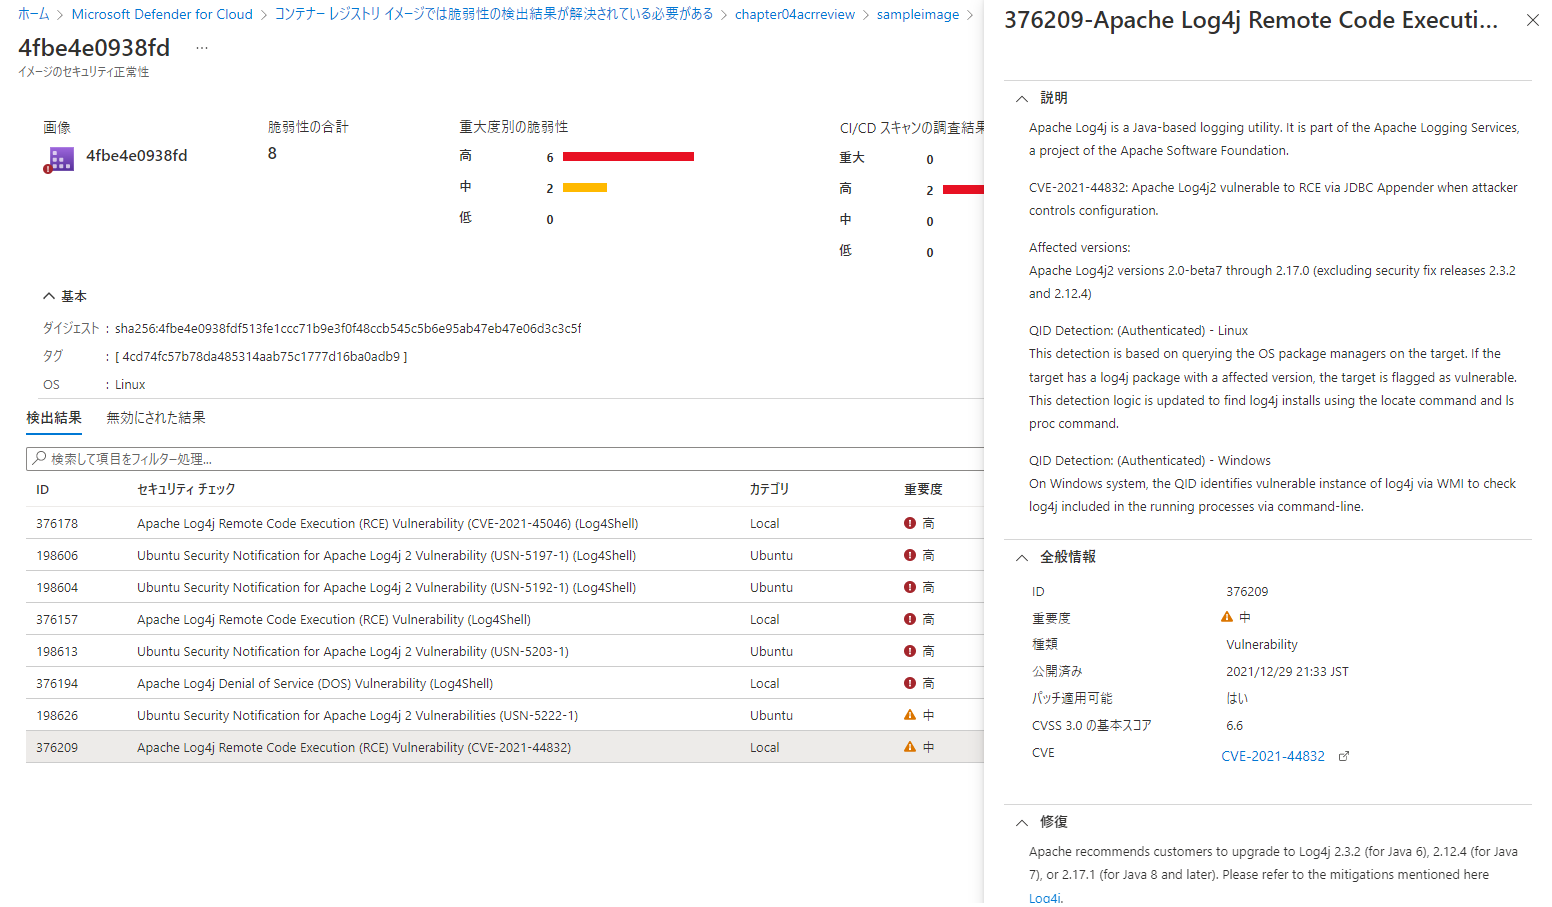 ホーム > Microsoft Defender for Cloud > コンテナー レジストリ イメージでは脆弱性の検出結果が解決されている必要がある > chapter04acrreview > sampleimage >
4fbe4e0938fd ...
イメージのセキュリティ正常性
画像
4fbe4e0938fd
脆弱性の合計
8
重大度別の脆弱性
高 6
中 2
低 0
CI/CD スキャンの調査結果
重大 0
高 2
中 0
低 0
基本
ダイジェスト : sha256:4fbe4e0938fdf513fe1ccc71b9e3f0f48ccb545c5b6e95ab47eb47e06d3c3c5f
タグ : [ 4cd74fc57b78da485314aab75c1777d16ba0adb9 ]
OS : Linux
検出結果 無効にされた結果
検索して項目をフィルター処理...
ID セキュリティ チェック カテゴリ 重要度
376178 Apache Log4j Remote Code Execution (RCE) Vulnerability (CVE-2021-45046) (Log4Shell) Local 高
198606 Ubuntu Security Notification for Apache Log4j 2 Vulnerability (USN-5197-1) (Log4Shell) Ubuntu 高
198604 Ubuntu Security Notification for Apache Log4j 2 Vulnerability (USN-5192-1) (Log4Shell) Ubuntu 高
376157 Apache Log4j Remote Code Execution (RCE) Vulnerability (Log4Shell) Local 高
198613 Ubuntu Security Notification for Apache Log4j 2 Vulnerability (USN-5203-1) Ubuntu 高
376194 Apache Log4j Denial of Service (DOS) Vulnerability (Log4Shell) Local 高
198626 Ubuntu Security Notification for Apache Log4j 2 Vulnerabilities (USN-5222-1) Ubuntu 中
376209 Apache Log4j Remote Code Execution (RCE) Vulnerability (CVE-2021-44832) Local 中
376209-Apache Log4j Remote Code Executi...
説明
Apache Log4j is a Java-based logging utility. It is part of the Apache Logging Services,
a project of the Apache Software Foundation.
CVE-2021-44832: Apache Log4j2 vulnerable to RCE via JDBC Appender when attacker
controls configuration.
Affected versions:
Apache Log4j2 versions 2.0-beta7 through 2.17.0 (excluding security fix releases 2.3.2
and 2.12.4)
QID Detection: (Authenticated) - Linux
This detection is based on querying the OS package managers on the target. If the
target has a log4j package with a affected version, the target is flagged as vulnerable.
This detection logic is updated to find log4j installs using the locate command and ls
proc command.
QID Detection: (Authenticated) - Windows
On Windows system, the QID identifies vulnerable instance of log4j via WMI to check
log4j included in the running processes via command-line.
全般情報
ID 376209
重要度 中
種類 Vulnerability
公開済み 2021/12/29 21:33 JST
パッチ適用可能 はい
CVSS 3.0 の基本スコア 6.6
CVE CVE-2021-44832
修復
Apache recommends customers to upgrade to Log4j 2.3.2 (for Java 6), 2.12.4 (for Java
7), or 2.17.1 (for Java 8 and later). Please refer to the mitigations mentioned here
Log4j.